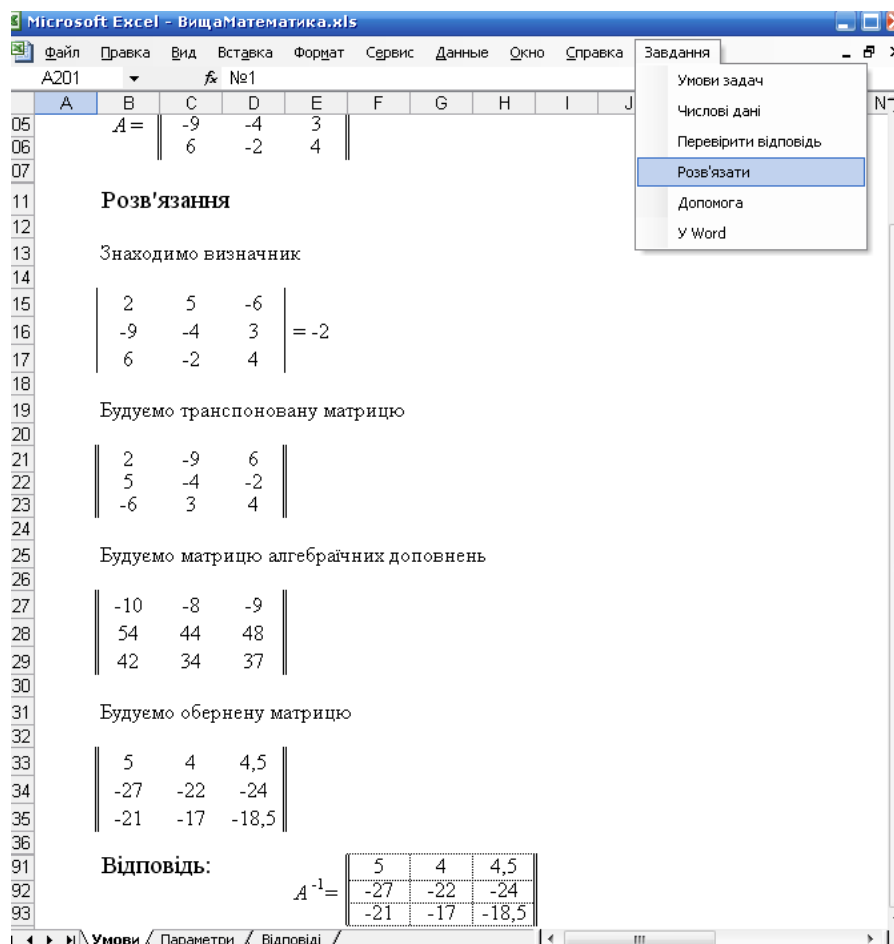 Microsoft Excel - ВищаМатематика.xls
Файл Правка Вид Вставка Формат Сервис Данные Окно Справка Завдання
A201 fx №1
Умови задач
Числові дані
Перевірити відповідь
Розв'язати
Допомога
У Word
A B C D E F G H I J N
05 A = -9 -4 3
06 6 -2 4
07
11 Розв'язання
12
13 Знаходимо визначник
14
15 2 5 -6
16 -9 -4 3 = -2
17 6 -2 4
18
19 Будуємо транспоновану матрицю
20
21 2 -9 6
22 5 -4 -2
23 -6 3 4
24
25 Будуємо матрицю алгебраїчних доповнень
26
27 -10 -8 -9
28 54 44 48
29 42 34 37
30
31 Будуємо обернену матрицю
32
33 5 4 4,5
34 -27 -22 -24
35 -21 -17 -18,5
36
91 Відповідь: 5 4 4,5
92 A⁻¹= -27 -22 -24
93 -21 -17 -18,5
Умови / Параметри / Відповіді /